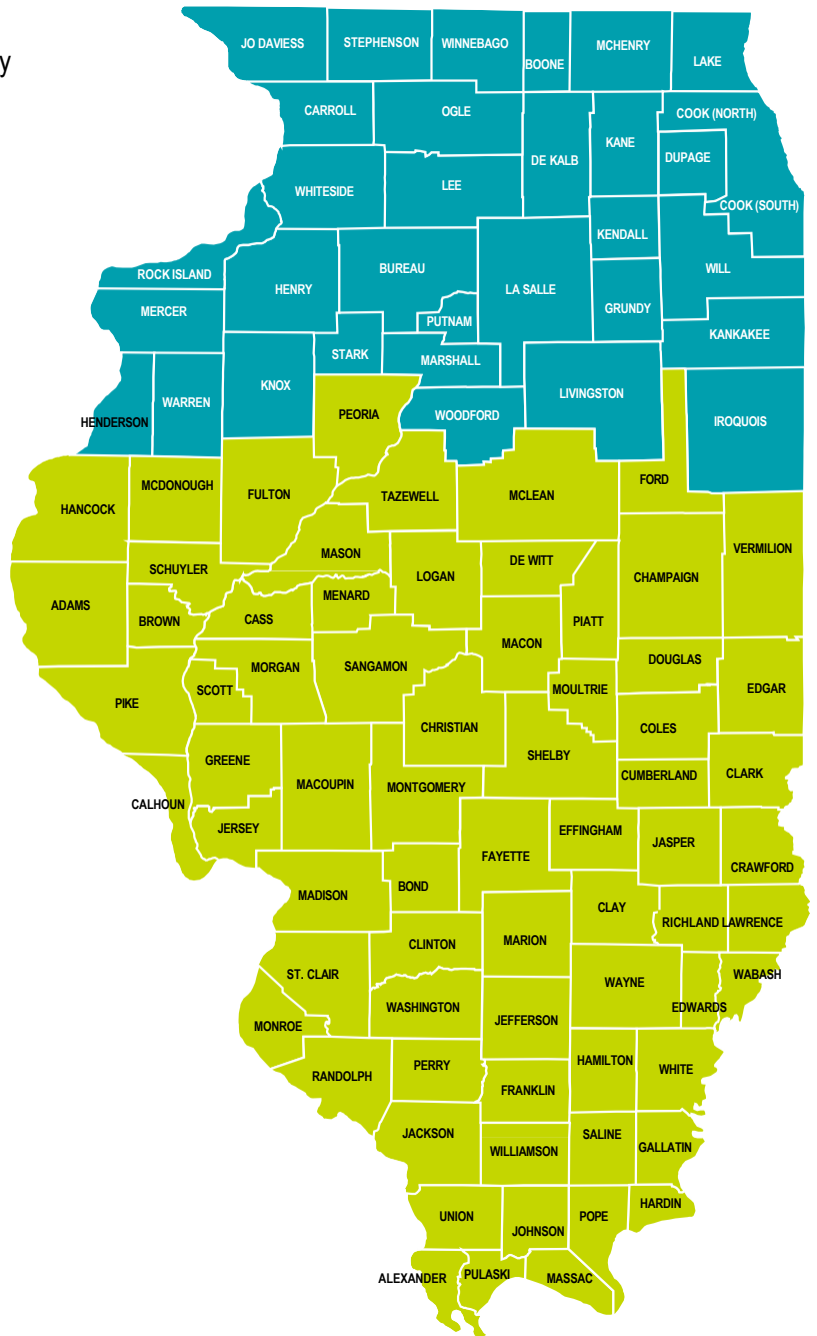 y
JO DAVIESS
STEPHENSON
WINNEBAGO
BOONE
MCHENRY
LAKE
CARROLL
OGLE
DE KALB
KANE
COOK (NORTH)
DUPAGE
COOK (SOUTH)
WHITESIDE
LEE
KENDALL
ROCK ISLAND
HENRY
BUREAU
LA SALLE
GRUNDY
WILL
MERCER
PUTNAM
KANKAKEE
STARK
MARSHALL
HENDERSON
WARREN
KNOX
PEORIA
WOODFORD
LIVINGSTON
IROQUOIS
HANCOCK
MCDONOUGH
FULTON
TAZEWELL
MCLEAN
FORD
VERMILION
SCHUYLER
MASON
LOGAN
DE WITT
CHAMPAIGN
ADAMS
BROWN
CASS
MENARD
MACON
PIATT
PIKE
SCOTT
MORGAN
SANGAMON
MOULTRIE
DOUGLAS
EDGAR
CHRISTIAN
COLES
GREENE
MACOUPIN
MONTGOMERY
SHELBY
CUMBERLAND
CLARK
CALHOUN
JERSEY
FAYETTE
EFFINGHAM
JASPER
CRAWFORD
MADISON
BOND
CLAY
RICHLAND
LAWRENCE
ST. CLAIR
CLINTON
MARION
WAYNE
EDWARDS
WABASH
MONROE
WASHINGTON
JEFFERSON
RANDOLPH
PERRY
FRANKLIN
HAMILTON
WHITE
JACKSON
WILLIAMSON
SALINE
GALLATIN
UNION
JOHNSON
POPE
HARDIN
ALEXANDER
PULASKI
MASSAC